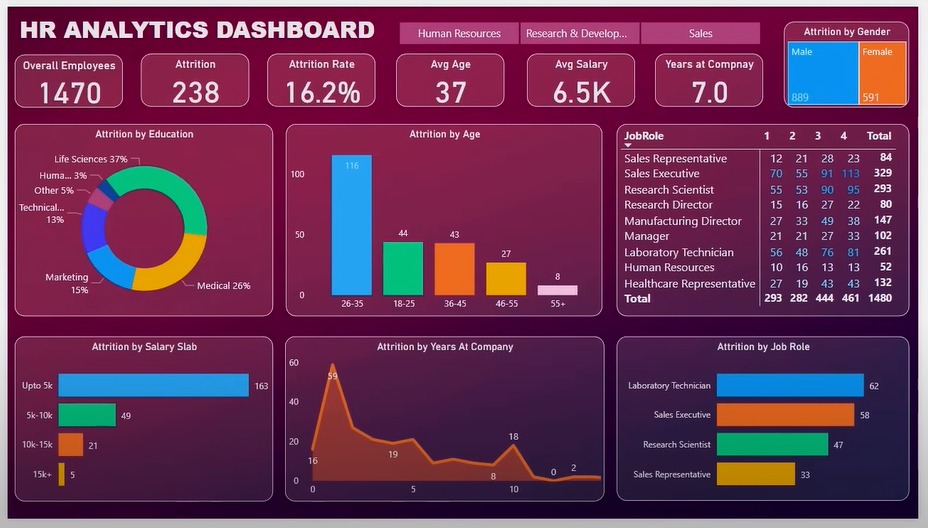 HR ANALYTICS DASHBOARD
Human Resources
Research & Develop...
Sales
Attrition by Gender
Male
Female
889
591
Overall Employees
1470
Attrition
238
Attrition Rate
16.2%
Avg Age
37
Avg Salary
6.5K
Years at Compnay
7.0
Attrition by Education
Life Sciences 37%
Huma... 3%
Other 5%
Technical...
13%
Marketing
15%
Medical 26%
Attrition by Age
100
50
0
116
44
43
27
8
26-35 18-25 36-45 46-55 55+
JobRole 1 2 3 4 Total
Sales Representative 12 21 28 23 84
Sales Executive 70 55 91 113 329
Research Scientist 55 53 90 95 293
Research Director 15 16 27 22 80
Manufacturing Director 27 33 49 38 147
Manager 21 21 27 33 102
Laboratory Technician 56 48 76 81 261
Human Resources 10 16 13 13 52
Healthcare Representative 27 19 43 43 132
Total 293 282 444 461 1480
Attrition by Salary Slab
Upto 5k 163
5k-10k 49
10k-15k 21
15k+ 5
Attrition by Years At Company
60
40
20
0
59
16
19
8
18
0
2
0 5 10
Attrition by Job Role
Laboratory Technician 62
Sales Executive 58
Research Scientist 47
Sales Representative 33